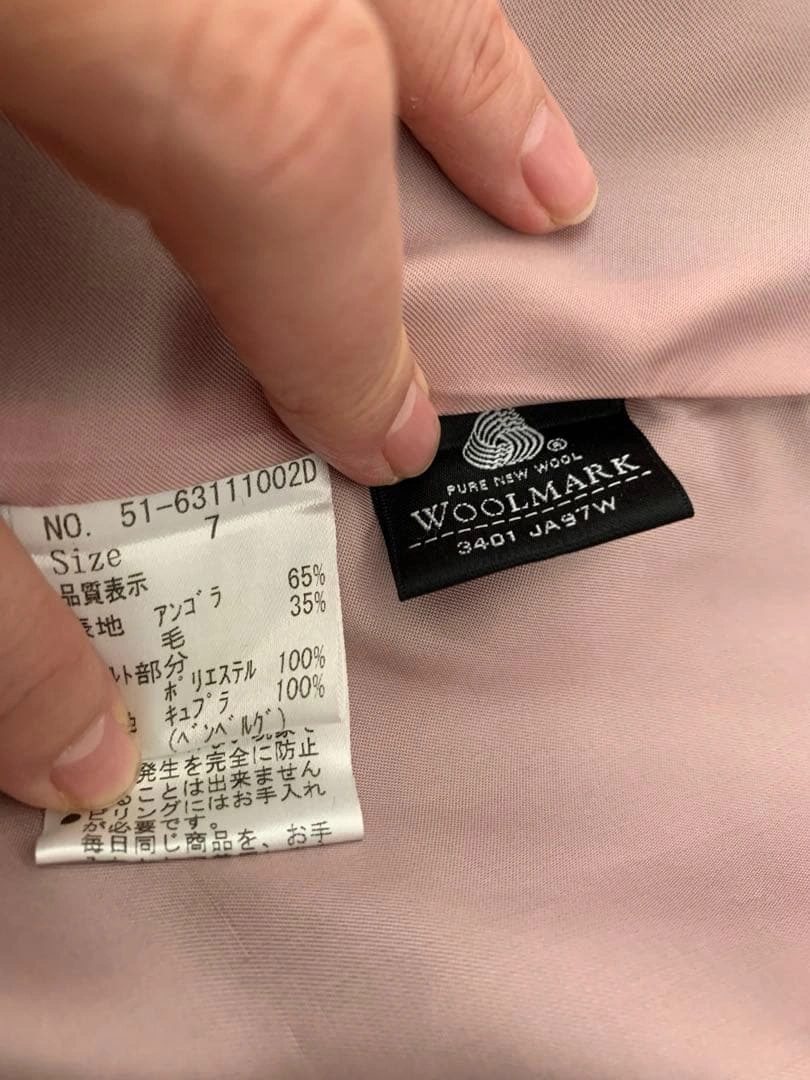 NO. 51-63111002D
Size 7
品質表示
表地 アンゴラ 65%
毛 35%
ルト部分
ポリエステル 100%
キュプラ 100%
(ベンベルグ)
発生を完全に防止
ることは出来ません
●ピリングにはお手入れ
が必要です。
毎日同じ商品を、お手
PURE NEW WOOL
WOOLMARK
3401 JA97W